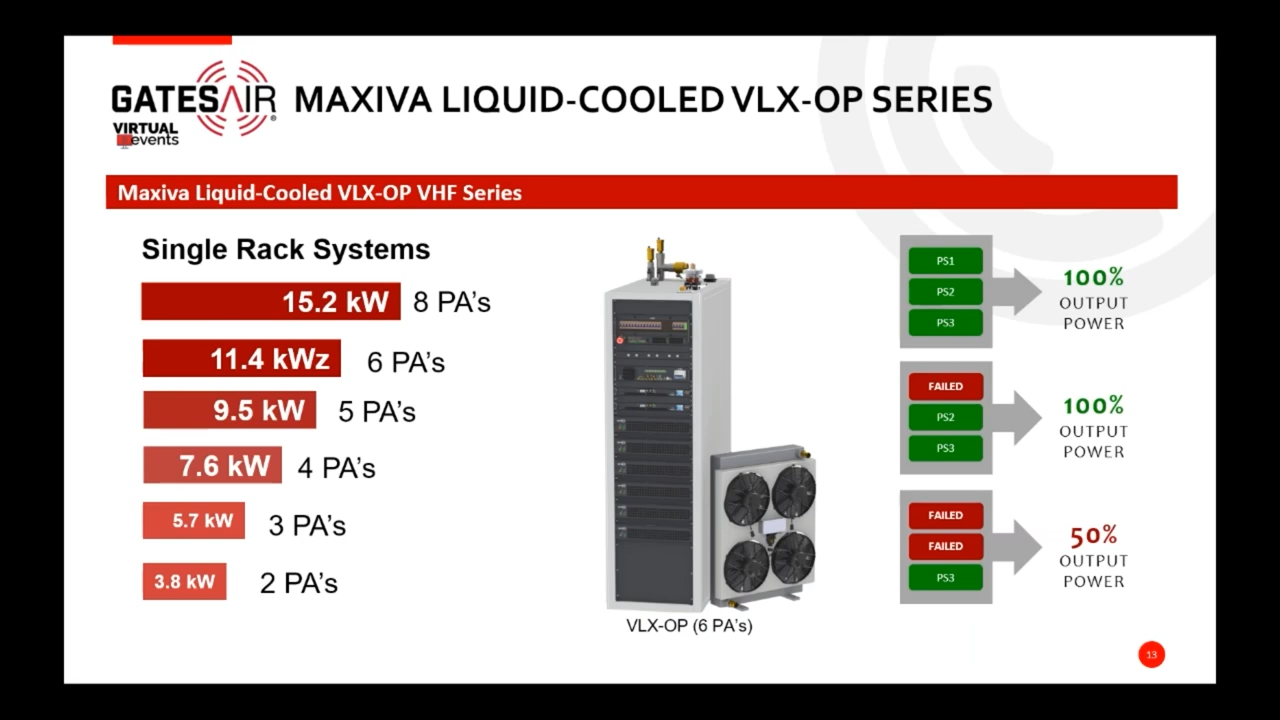 GATESAIR®
VIRTUAL
events
MAXIVA LIQUID-COOLED VLX-OP SERIES
Maxiva Liquid-Cooled VLX-OP VHF Series
Single Rack Systems
15.2 kW 8 PA's
11.4 kWz 6 PA's
9.5 kW 5 PA's
7.6 kW 4 PA's
5.7 kW 3 PA's
3.8 kW 2 PA's
VLX-OP (6 PA's)
PS1
PS2
PS3
100%
OUTPUT
POWER
FAILED
PS2
PS3
100%
OUTPUT
POWER
FAILED
FAILED
PS3
50%
OUTPUT
POWER
13